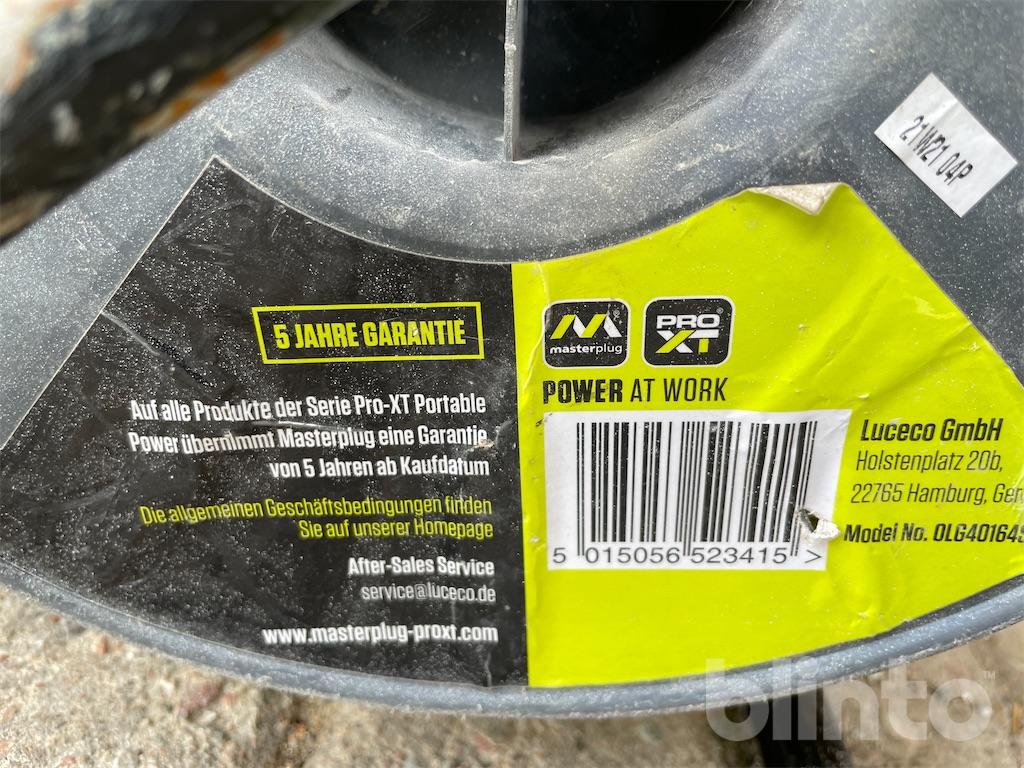 21W21 04P
5 JAHRE GARANTIE
Auf alle Produkte der Serie Pro-XT Portable
Power übernimmt Masterplug eine Garantie
von 5 Jahren ab Kaufdatum
Die allgemeinen Geschäftsbedingungen finden
Sie auf unserer Homepage
After-Sales Service
service@luceco.de
www.masterplug-proxt.com
masterplug
PRO
XT
POWER AT WORK
5 015056 523415 >
Luceco GmbH
Holstenplatz 20b,
22765 Hamburg, Ger
Model No. OLG40164S
blinto